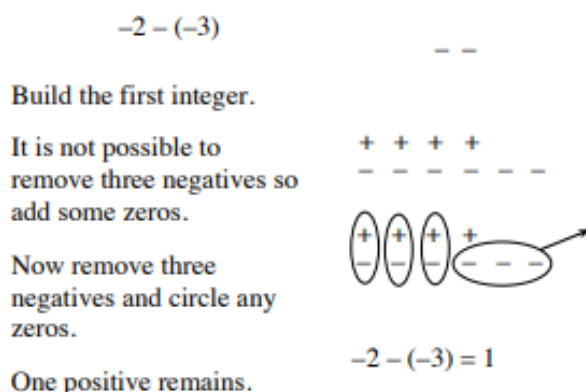 –2 – (–3)
– –
Build the first integer.
It is not possible to
remove three negatives so
add some zeros.
+ + + +
– – – – – –
Now remove three
negatives and circle any
zeros.
+ + + +
– – – – – –
One positive remains.
–2 – (–3) = 1